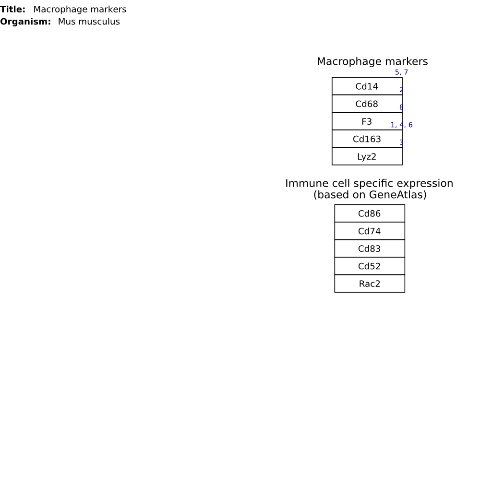 Title: Macrophage markers
Organism: Mus musculus
Macrophage markers
5, 7
Cd14
2
Cd68
8
F3
1, 4, 6
Cd163
3
Lyz2
Immune cell specific expression
(based on GeneAtlas)
Cd86
Cd74
Cd83
Cd52
Rac2